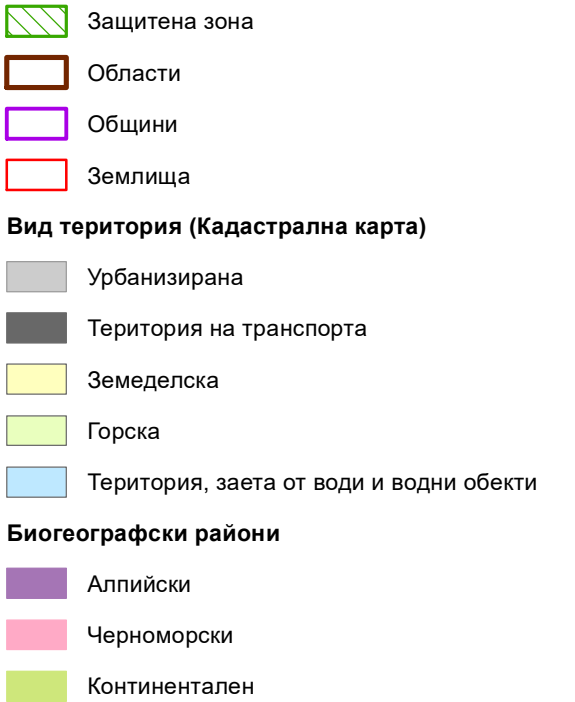 Защитена зона
Области
Общини
Землища
Вид територия (Кадастрална карта)
Урбанизирана
Територия на транспорта
Земеделска
Горска
Територия, заета от води и водни обекти
Биогеографски райони
Алпийски
Черноморски
Континентален